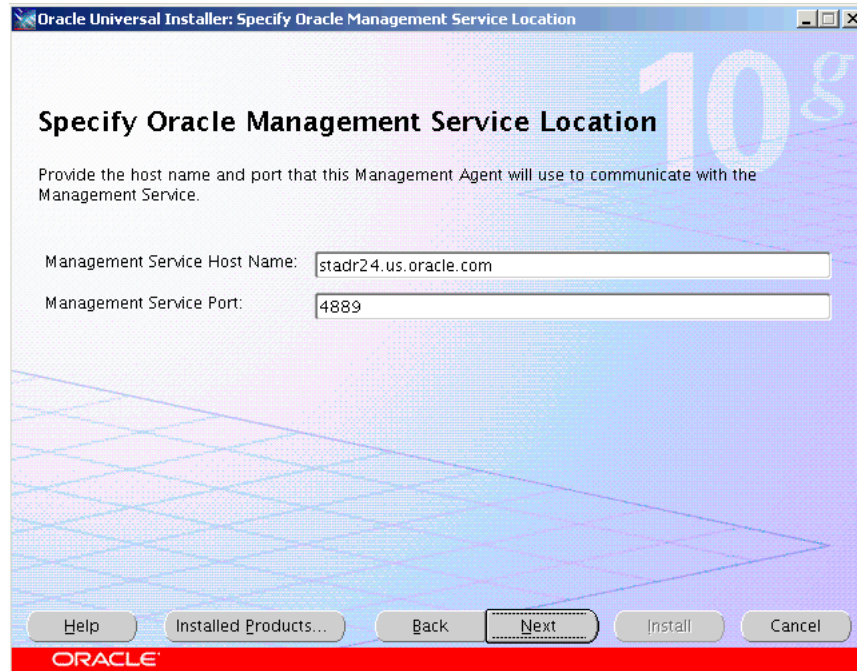 Oracle Universal Installer: Specify Oracle Management Service Location
10g
Specify Oracle Management Service Location
Provide the host name and port that this Management Agent will use to communicate with the
Management Service.
Management Service Host Name: stadr24.us.oracle.com
Management Service Port: 4889
Help Installed Products... Back Next Install Cancel
ORACLE